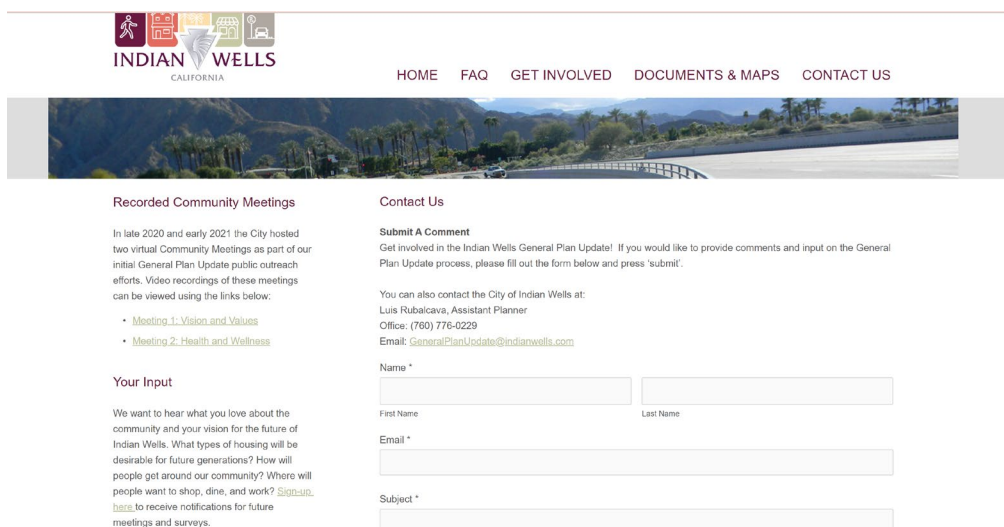 INDIAN WELLS
CALIFORNIA
HOME FAQ GET INVOLVED DOCUMENTS & MAPS CONTACT US
Recorded Community Meetings
In late 2020 and early 2021 the City hosted
two virtual Community Meetings as part of our
initial General Plan Update public outreach
efforts. Video recordings of these meetings
can be viewed using the links below:
• Meeting 1: Vision and Values
• Meeting 2: Health and Wellness
Your Input
We want to hear what you love about the
community and your vision for the future of
Indian Wells. What types of housing will be
desirable for future generations? How will
people get around our community? Where will
people want to shop, dine, and work? Sign-up
here to receive notifications for future
meetings and surveys.
Contact Us
Submit A Comment
Get involved in the Indian Wells General Plan Update! If you would like to provide comments and input on the General
Plan Update process, please fill out the form below and press ‘submit’.
You can also contact the City of Indian Wells at:
Luis Rubalcava, Assistant Planner
Office: (760) 776-0229
Email: GeneralPlanUpdate@indianwells.com
Name *
First Name Last Name
Email *
Subject *